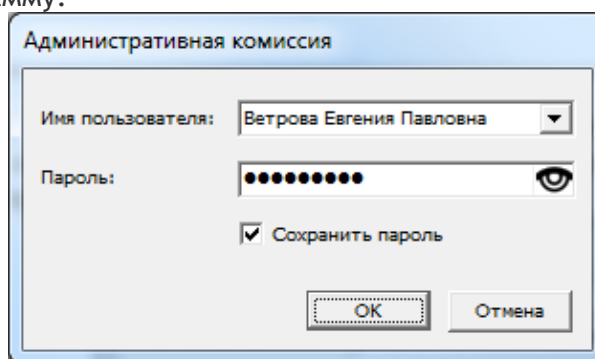 Административная комиссия
Имя пользователя: Ветрова Евгения Павловна
Пароль: ●●●●●●●●●
Сохранить пароль
OK Отмена